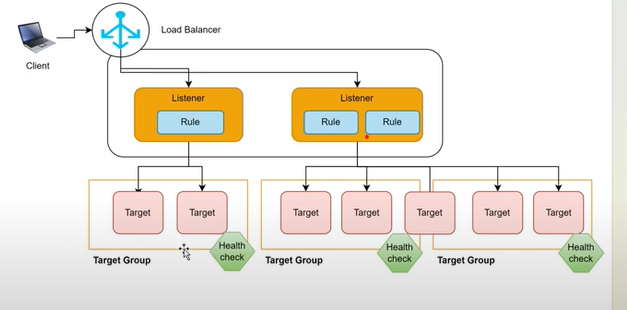 Load Balancer
Client
Listener
Listener
Rule
Rule
Rule
Target
Target
Target
Target
Target
Target
Target
Health
check
Health
check
Health
check
Target Group
Target Group
Target Group